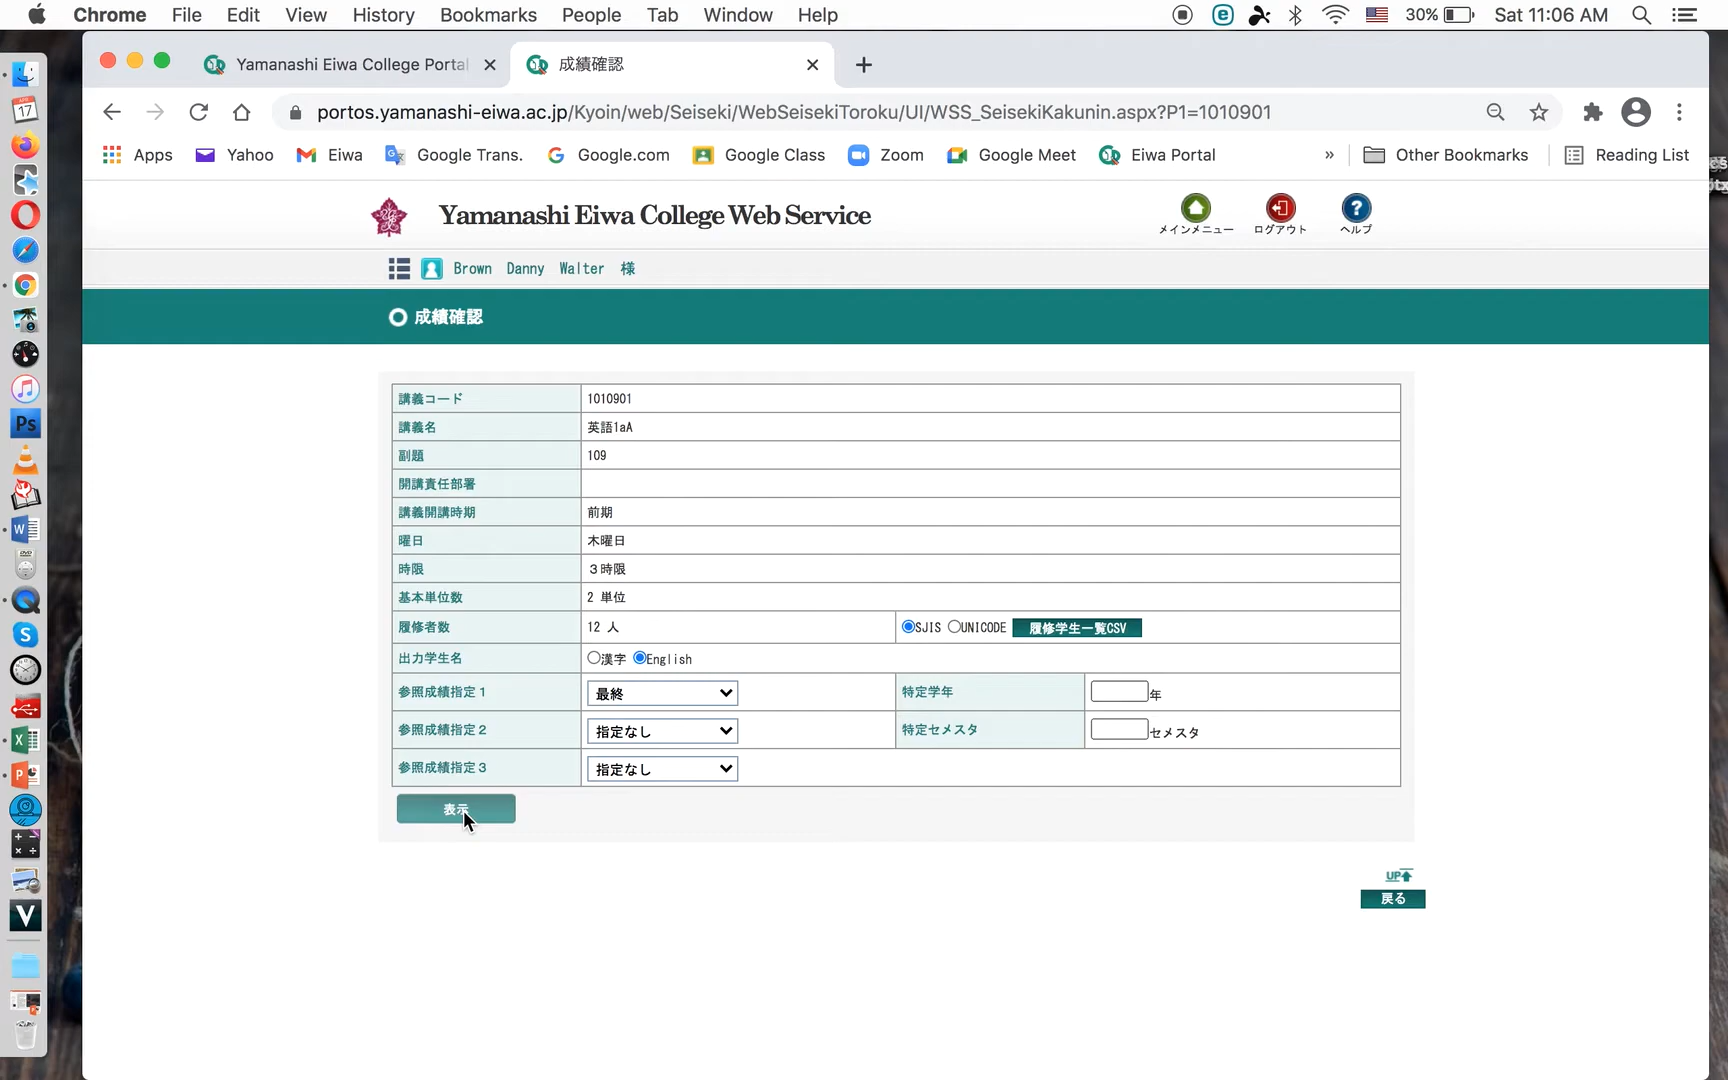 Chrome File Edit View History Bookmarks People Tab Window Help 30% Sat 11:06 AM
Yamanashi Eiwa College Portal 成績確認
portos.yamanashi-eiwa.ac.jp/Kyoin/web/Seiseki/WebSeisekiToroku/UI/WSS_SeisekiKakunin.aspx?P1=1010901
Apps Yahoo Eiwa Google Trans. Google.com Google Class Zoom Google Meet Eiwa Portal » Other Bookmarks Reading List
Yamanashi Eiwa College Web Service
メインメニュー ログアウト ヘルプ
Brown Danny Walter 様
成績確認
講義コード 1010901
講義名 英語1aA
副題 109
開講責任部署
講義開講時期 前期
曜日 木曜日
時限 3時限
基本単位数 2 単位
履修者数 12 人 SJIS UNICODE 履修学生一覧CSV
出力学生名 漢字 English
参照成績指定1 最終 特定学年 年
参照成績指定2 指定なし 特定セメスタ セメスタ
参照成績指定3 指定なし
表示
UP
戻る